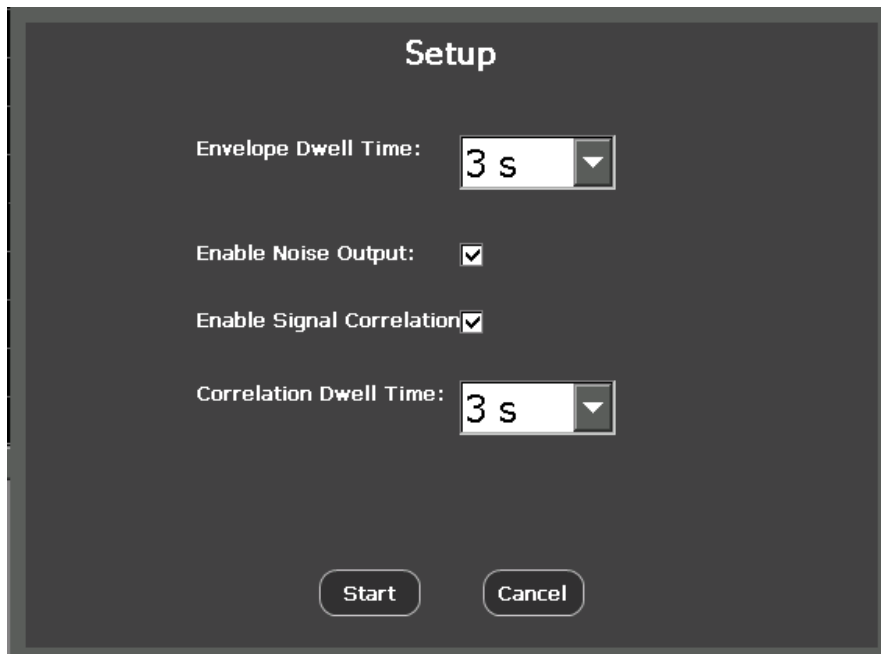 Setup
Envelope Dwell Time: 3 s
Enable Noise Output:
Enable Signal Correlation
Correlation Dwell Time: 3 s
Start Cancel